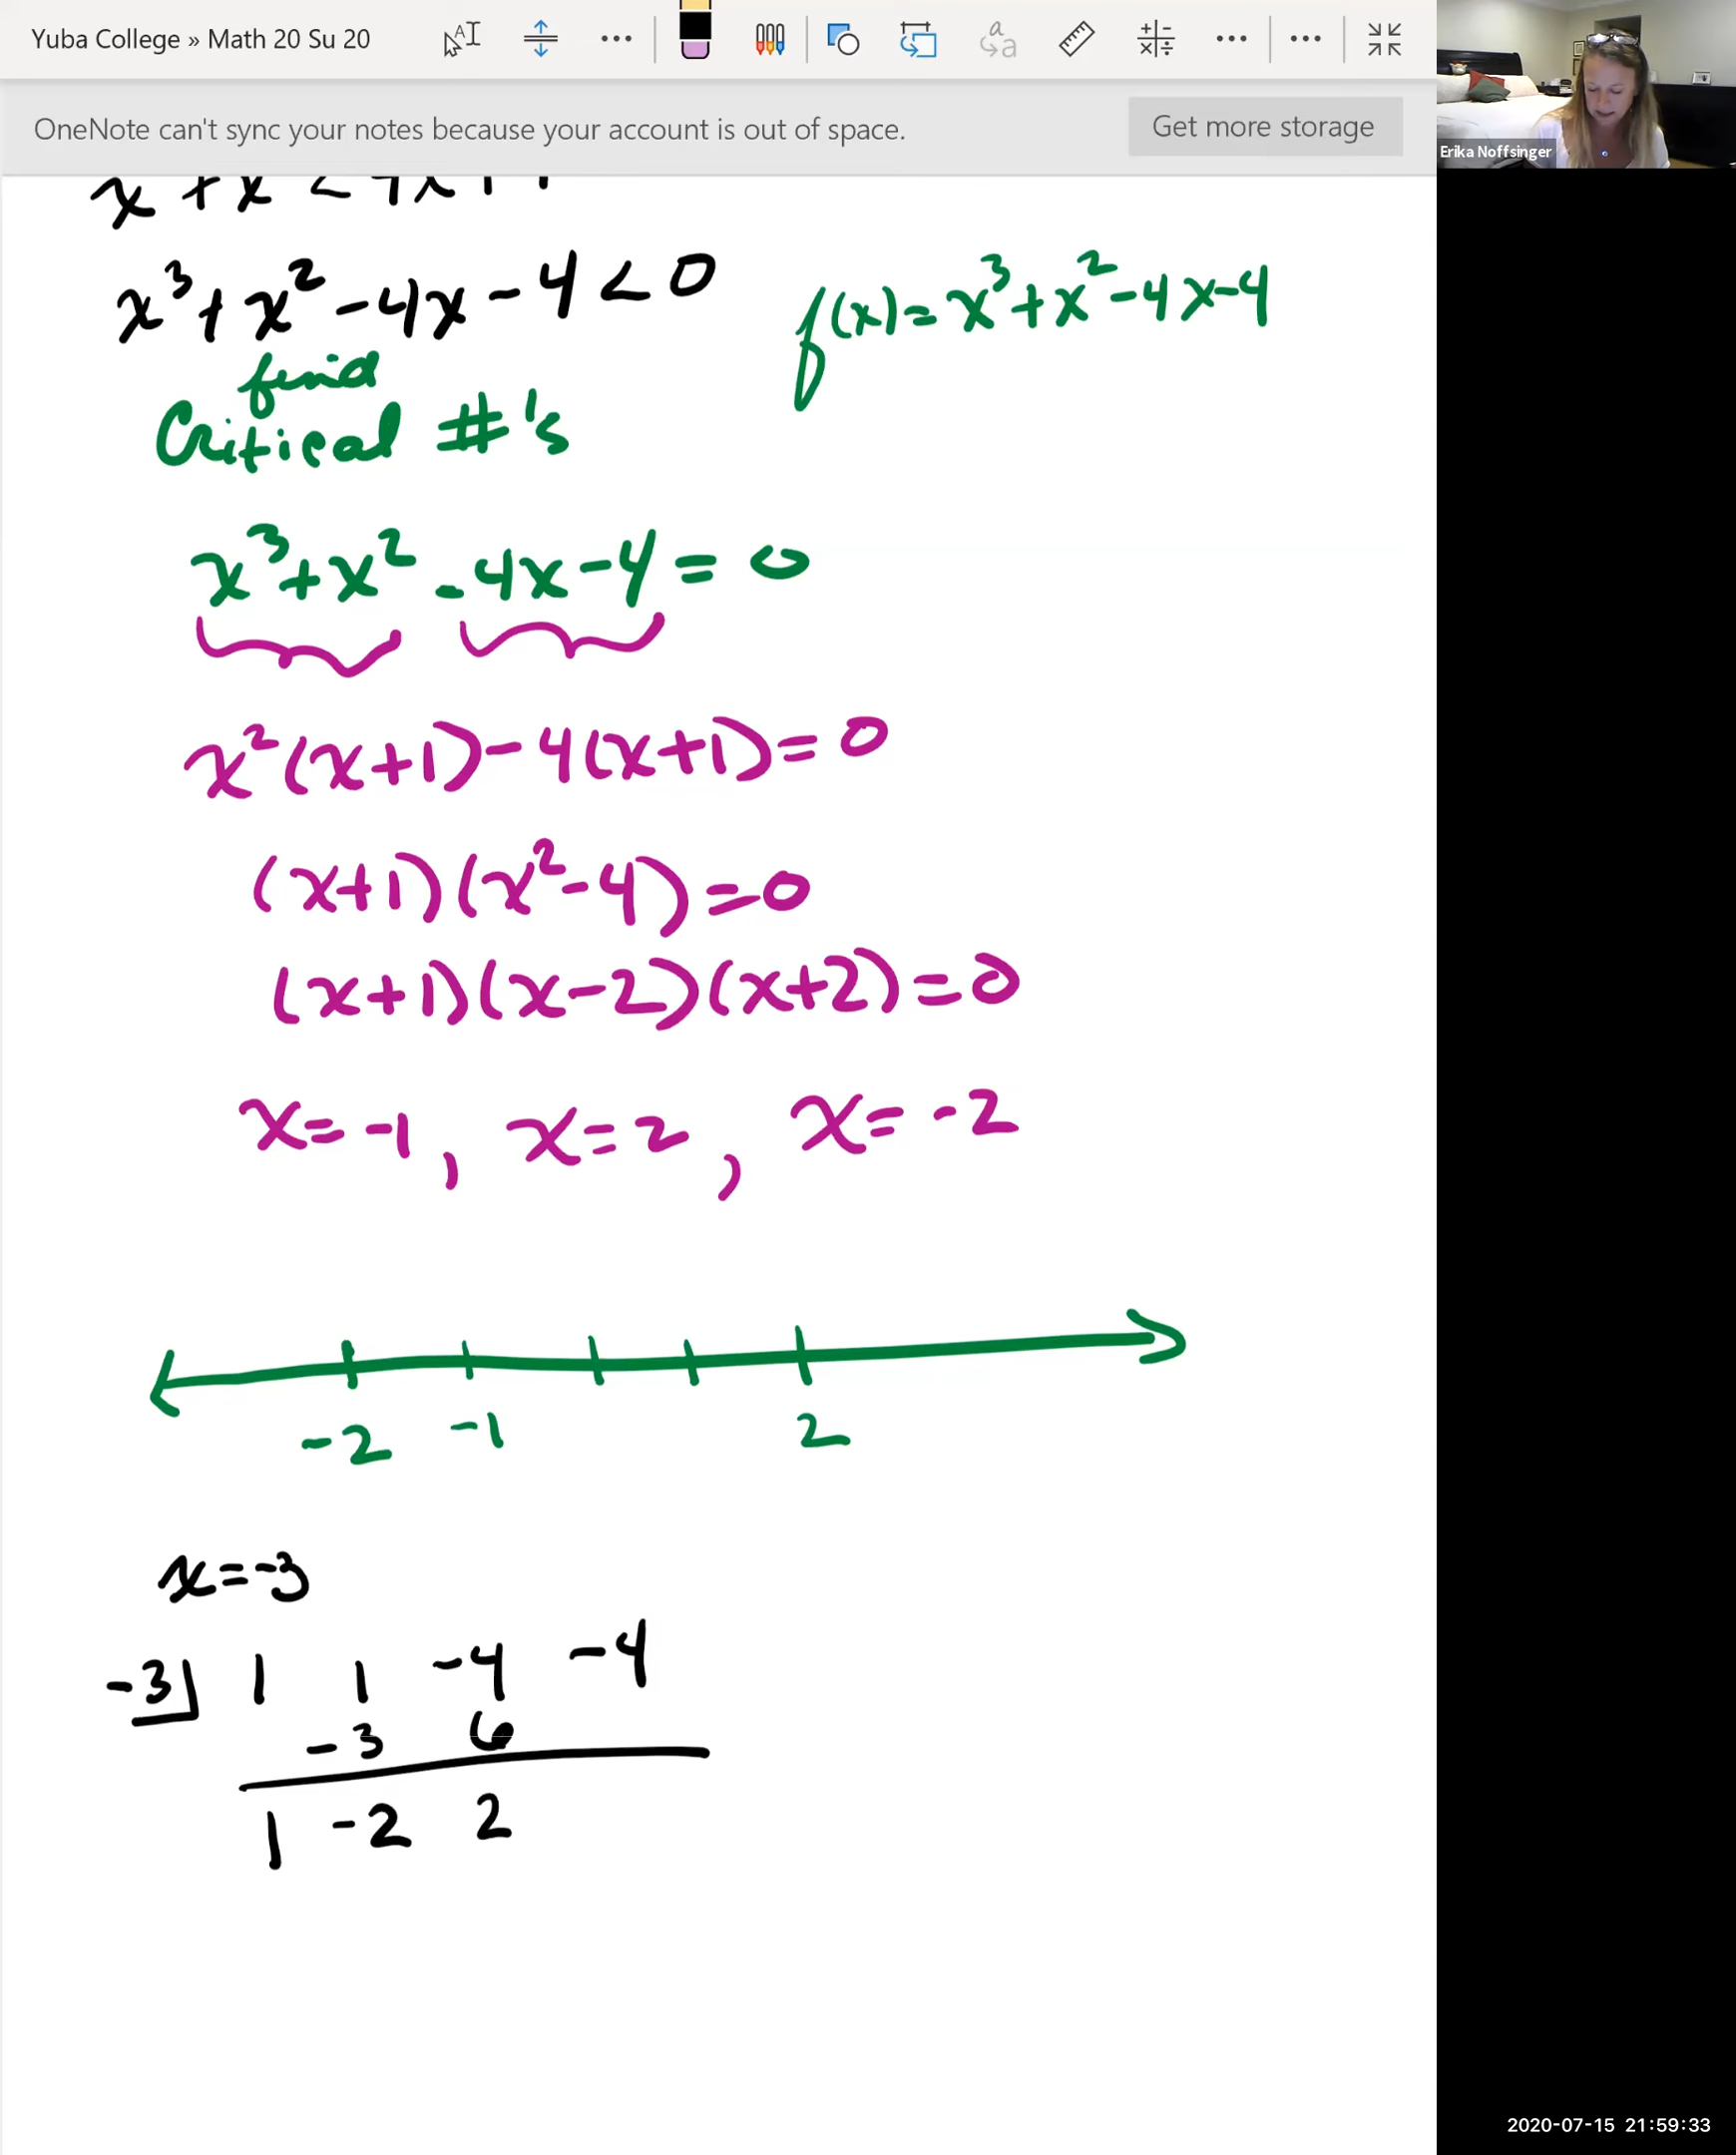 Yuba College » Math 20 Su 20
OneNote can't sync your notes because your account is out of space.
Get more storage
Erika Noffsinger
x³ + x² - 4x - 4 < 0
f(x) = x³ + x² - 4x - 4
find
Critical #'s
x³ + x² - 4x - 4 = 0
x²(x+1) - 4(x+1) = 0
(x+1)(x²-4) = 0
(x+1)(x-2)(x+2) = 0
x = -1, x = 2, x = -2
-2 -1 2
x = -3
-3 1 1 -4 -4
-3 6
1 -2 2
2020-07-15 21:59:33